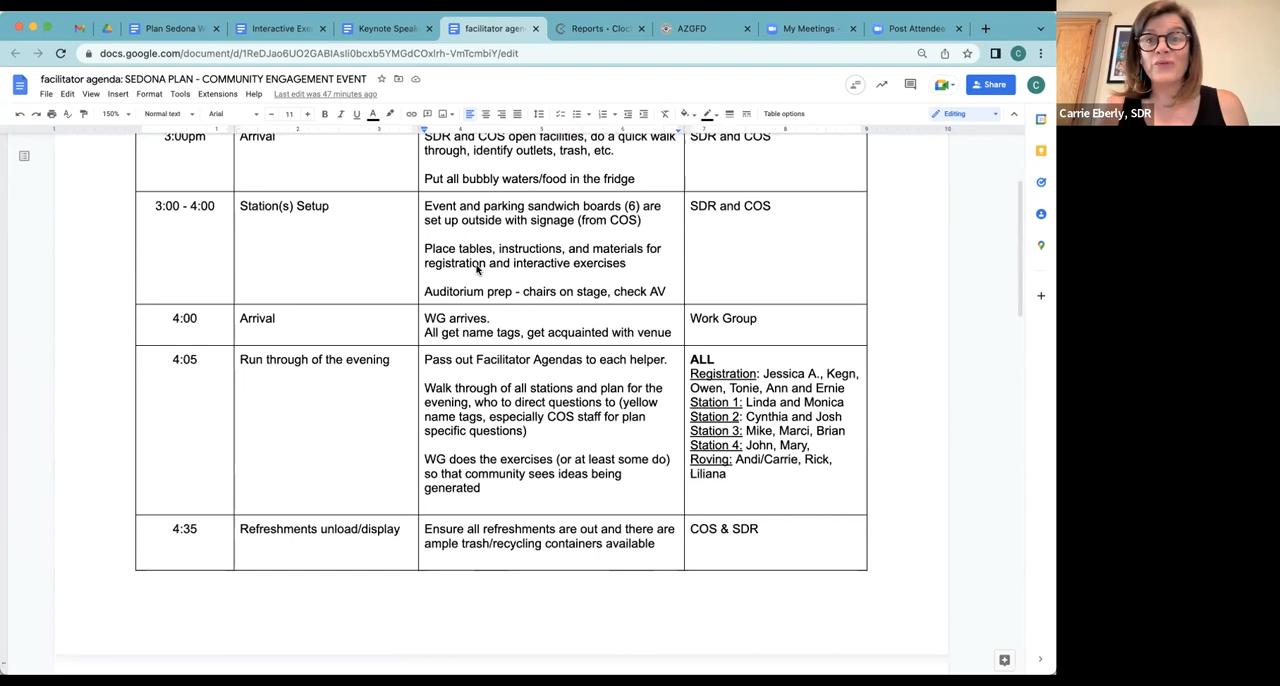 Plan Sedona W
Interactive Exer
Keynote Speak
facilitator agen
Reports - Cloc
AZGFD
My Meetings -
Post Attendee
docs.google.com/document/d/
facilitator agenda: SEDONA PLAN - COMMUNITY ENGAGEMENT EVENT
File Edit View Insert Format Tools Extensions Help Last edit was 47 minutes ago
Share
C
150% Normal text Arial 11 Table options Editing
3:00pm Arrival SDR and COS open facilities, do a quick walk SDR and COS
through, identify outlets, trash, etc.
Put all bubbly waters/food in the fridge
3:00 - 4:00 Station(s) Setup Event and parking sandwich boards (6) are SDR and COS
set up outside with signage (from COS)
Place tables, instructions, and materials for
registration and interactive exercises
Auditorium prep - chairs on stage, check AV
4:00 Arrival WG arrives. Work Group
All get name tags, get acquainted with venue
4:05 Run through of the evening Pass out Facilitator Agendas to each helper. ALL
Registration: Jessica A., Kegn,
Walk through of all stations and plan for the Owen, Tonie, Ann and Ernie
evening, who to direct questions to (yellow Station 1: Linda and Monica
name tags, especially COS staff for plan Station 2: Cynthia and Josh
specific questions) Station 3: Mike, Marci, Brian
Station 4: John, Mary,
WG does the exercises (or at least some do) Roving: Andi/Carrie, Rick,
so that community sees ideas being Liliana
generated
4:35 Refreshments unload/display Ensure all refreshments are out and there are COS & SDR
ample trash/recycling containers available
Carrie Eberly, SDR